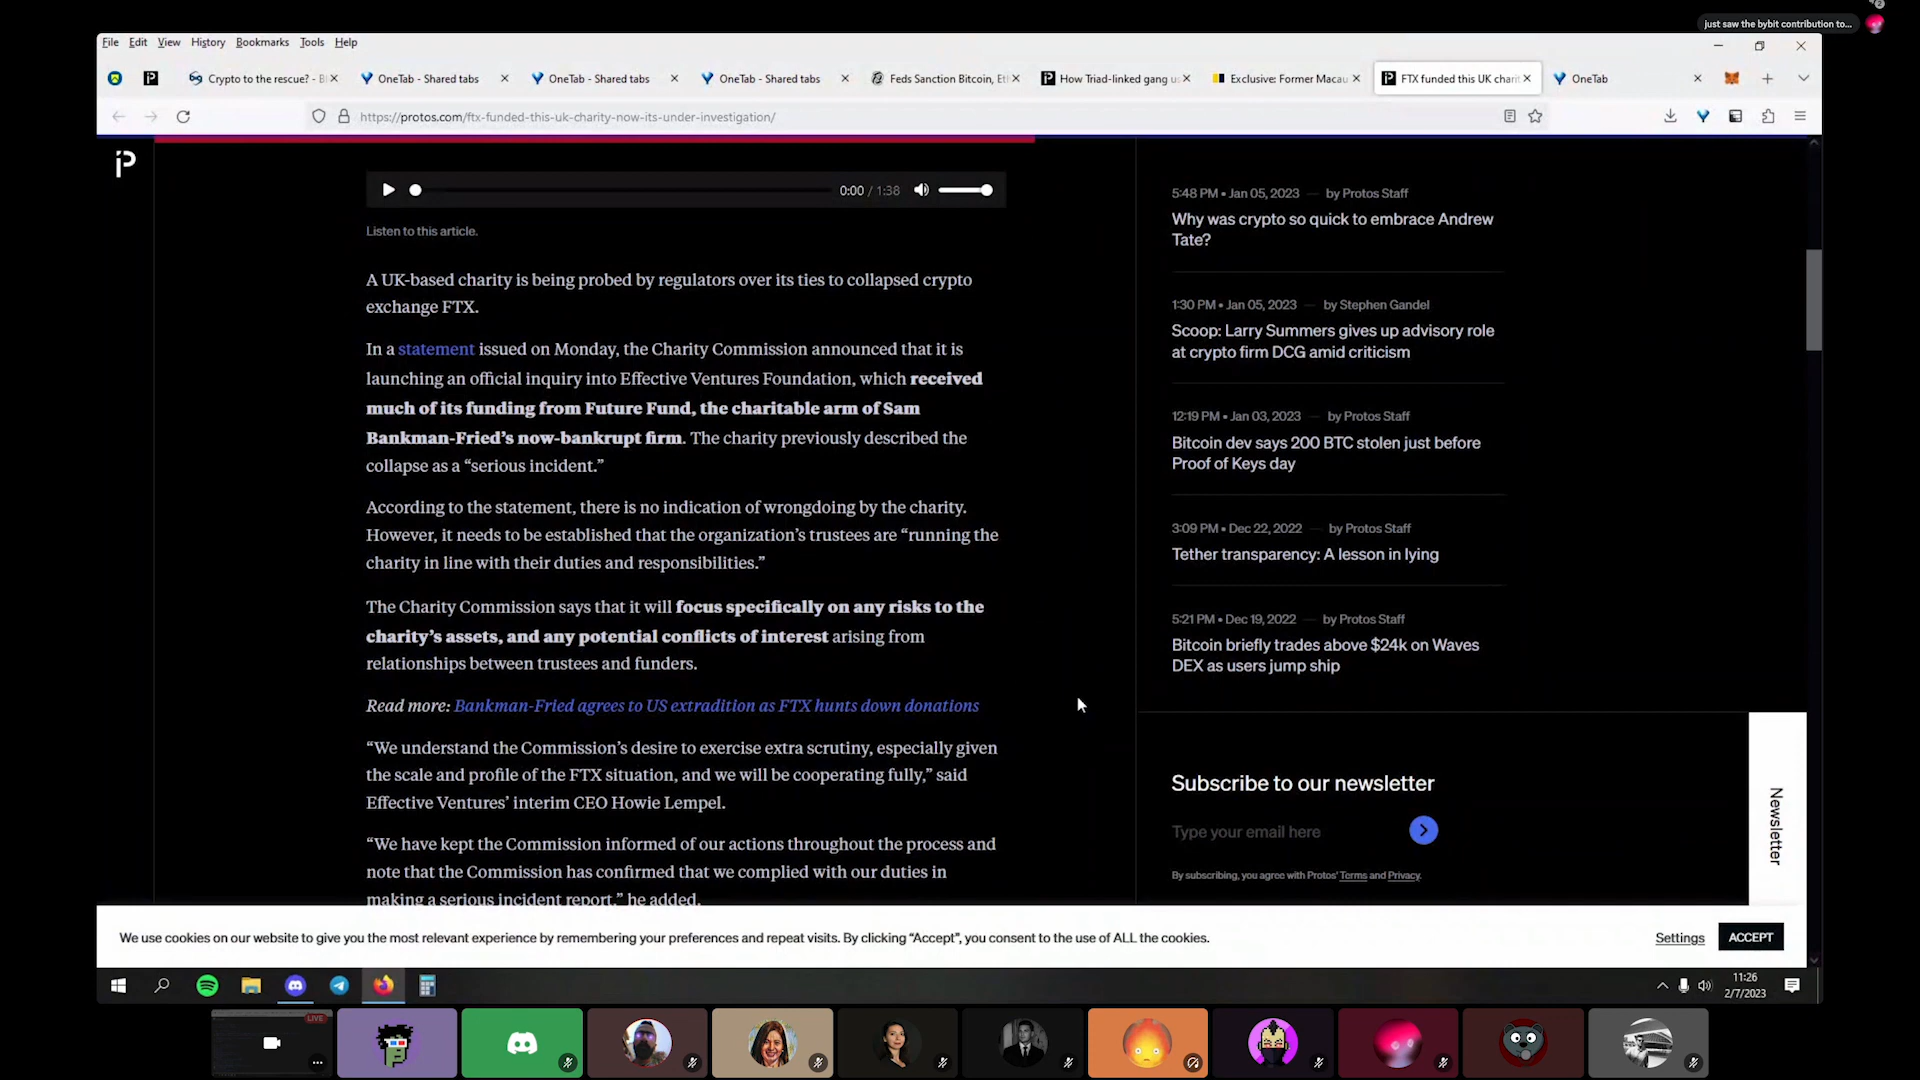 just saw the bybit contribution to...
2
File Edit View History Bookmarks Tools Help
Crypto to the rescue? - B
OneTab - Shared tabs
OneTab - Shared tabs
OneTab - Shared tabs
Feds Sanction Bitcoin, Et
How Triad-linked gang us
Exclusive: Former Macau
FTX funded this UK charit
OneTab
https://protos.com/ftx-funded-this-uk-charity-now-its-under-investigation/
0:00 / 1:38
Listen to this article.
A UK-based charity is being probed by regulators over its ties to collapsed crypto
exchange FTX.
In a statement issued on Monday, the Charity Commission announced that it is
launching an official inquiry into Effective Ventures Foundation, which received
much of its funding from Future Fund, the charitable arm of Sam
Bankman-Fried’s now-bankrupt firm. The charity previously described the
collapse as a “serious incident.”
According to the statement, there is no indication of wrongdoing by the charity.
However, it needs to be established that the organization’s trustees are “running the
charity in line with their duties and responsibilities.”
The Charity Commission says that it will focus specifically on any risks to the
charity’s assets, and any potential conflicts of interest arising from
relationships between trustees and funders.
Read more: Bankman-Fried agrees to US extradition as FTX hunts down donations
“We understand the Commission’s desire to exercise extra scrutiny, especially given
the scale and profile of the FTX situation, and we will be cooperating fully,” said
Effective Ventures’ interim CEO Howie Lempel.
“We have kept the Commission informed of our actions throughout the process and
note that the Commission has confirmed that we complied with our duties in
making a serious incident report,” he added.
5:48 PM • Jan 05, 2023 — by Protos Staff
Why was crypto so quick to embrace Andrew
Tate?
1:30 PM • Jan 05, 2023 — by Stephen Gandel
Scoop: Larry Summers gives up advisory role
at crypto firm DCG amid criticism
12:19 PM • Jan 03, 2023 — by Protos Staff
Bitcoin dev says 200 BTC stolen just before
Proof of Keys day
3:09 PM • Dec 22, 2022 — by Protos Staff
Tether transparency: A lesson in lying
5:21 PM • Dec 19, 2022 — by Protos Staff
Bitcoin briefly trades above $24k on Waves
DEX as users jump ship
Subscribe to our newsletter
Type your email here
By subscribing, you agree with Protos’ Terms and Privacy.
Newsletter
We use cookies on our website to give you the most relevant experience by remembering your preferences and repeat visits. By clicking “Accept”, you consent to the use of ALL the cookies.
Settings
ACCEPT
11:26
2/7/2023
LIVE